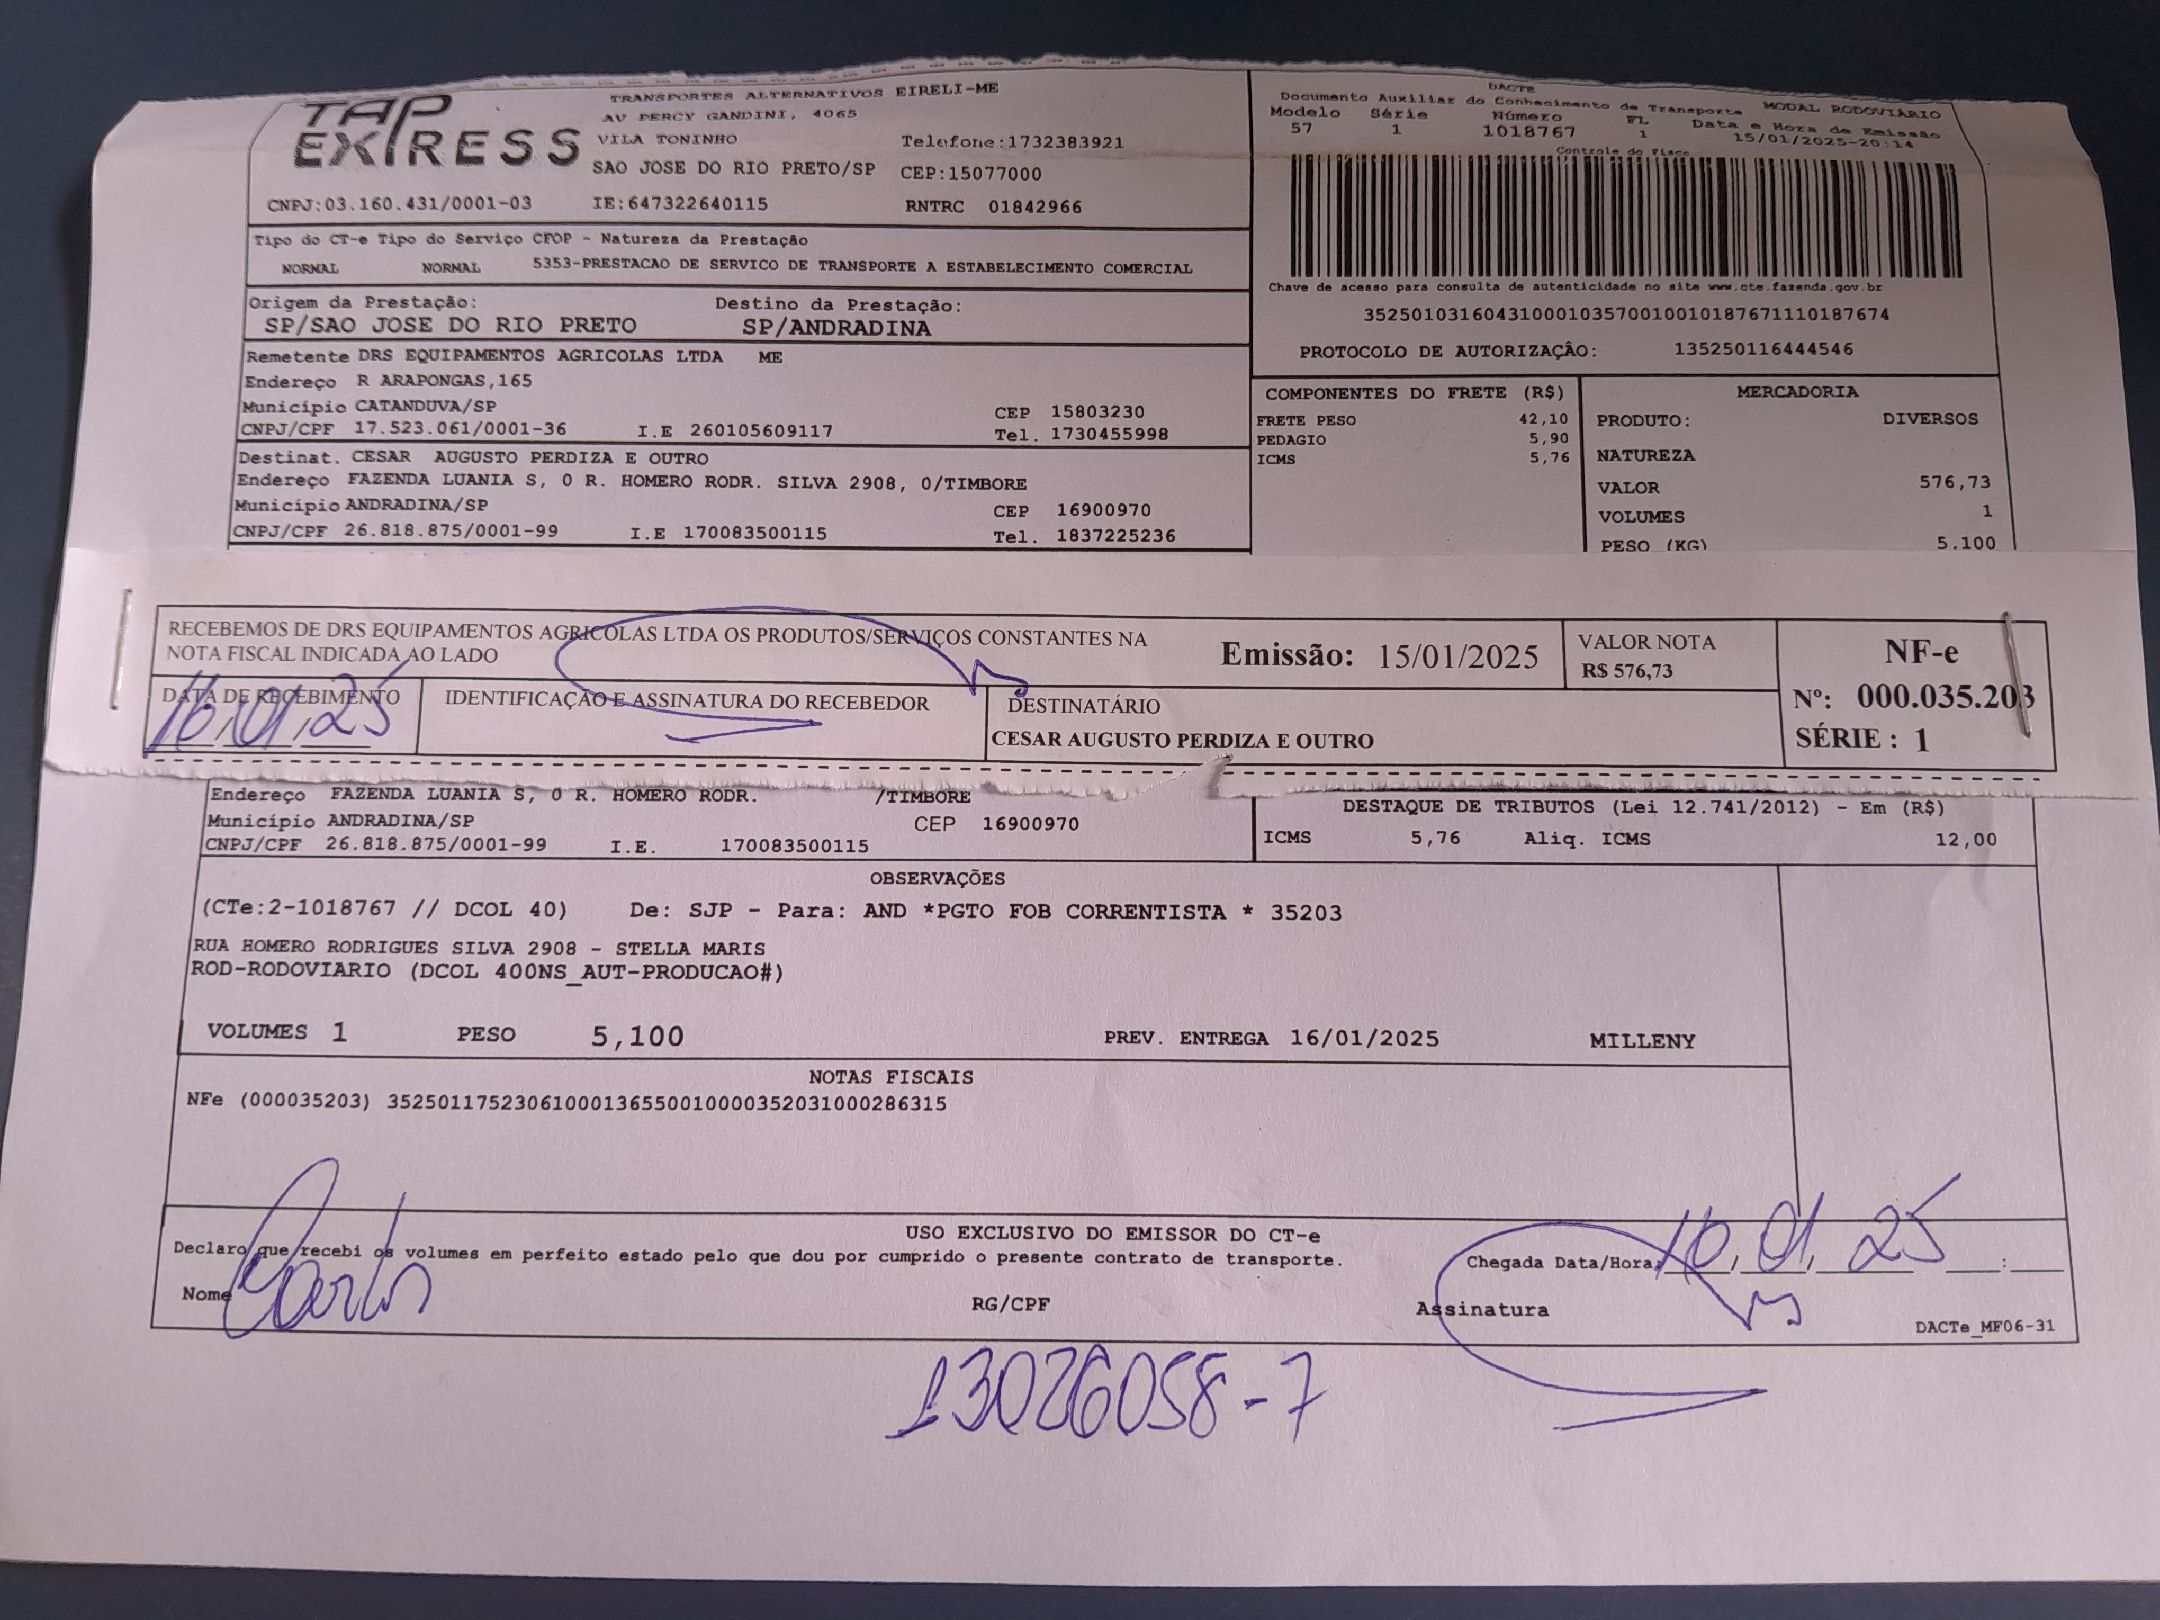 TAP EXPRESS
TRANSPORTES ALTERNATIVOS EIRELI-ME
AV PERCY GANDINI, 4065
VILA TONINHO Telefone:1732383921
SAO JOSE DO RIO PRETO/SP CEP:15077000
CNPJ:03.160.431/0001-03 IE:647322640115 RNTRC 01842966
DACTE
Documento Auxiliar do Conhecimento de Transporte MODAL RODOVIÁRIO
Modelo Série Número FL Data e Hora de Emissão
57 1 1018767 1 15/01/2025-20:14
Controle do Fisco
Tipo do CT-e Tipo do Serviço CFOP - Natureza da Prestação
NORMAL NORMAL 5353-PRESTACAO DE SERVICO DE TRANSPORTE A ESTABELECIMENTO COMERCIAL
Chave de acesso para consulta de autenticidade no site www.cte.fazenda.gov.br
35250103160431000103570010010187671110187674
PROTOCOLO DE AUTORIZAÇÂO: 135250116444546
Origem da Prestação: Destino da Prestação:
SP/SAO JOSE DO RIO PRETO SP/ANDRADINA
Remetente DRS EQUIPAMENTOS AGRICOLAS LTDA ME
Endereço R ARAPONGAS,165
Município CATANDUVA/SP CEP 15803230
CNPJ/CPF 17.523.061/0001-36 I.E 260105609117 Tel. 1730455998
Destinat. CESAR AUGUSTO PERDIZA E OUTRO
Endereço FAZENDA LUANIA S, 0 R. HOMERO RODR. SILVA 2908, 0/TIMBORE
Município ANDRADINA/SP CEP 16900970
CNPJ/CPF 26.818.875/0001-99 I.E 170083500115 Tel. 1837225236
COMPONENTES DO FRETE (R$)
FRETE PESO 42,10
PEDAGIO 5,90
ICMS 5,76
MERCADORIA
PRODUTO: DIVERSOS
NATUREZA
VALOR 576,73
VOLUMES 1
PESO (KG) 5,100
RECEBEMOS DE DRS EQUIPAMENTOS AGRICOLAS LTDA OS PRODUTOS/SERVIÇOS CONSTANTES NA
NOTA FISCAL INDICADA AO LADO
Emissão: 15/01/2025
VALOR NOTA
R$ 576,73
NF-e
Nº: 000.035.203
SÉRIE : 1
DATA DE RECEBIMENTO
16,01,25
IDENTIFICAÇÃO E ASSINATURA DO RECEBEDOR
DESTINATÁRIO
CESAR AUGUSTO PERDIZA E OUTRO
Endereço FAZENDA LUANIA S, 0 R. HOMERO RODR. /TIMBORE
Município ANDRADINA/SP CEP 16900970
CNPJ/CPF 26.818.875/0001-99 I.E. 170083500115
DESTAQUE DE TRIBUTOS (Lei 12.741/2012) - Em (R$)
ICMS 5,76 Aliq. ICMS 12,00
OBSERVAÇÕES
(CTe:2-1018767 // DCOL 40) De: SJP - Para: AND *PGTO FOB CORRENTISTA * 35203
RUA HOMERO RODRIGUES SILVA 2908 - STELLA MARIS
ROD-RODOVIARIO (DCOL 400NS_AUT-PRODUCAO#)
VOLUMES 1 PESO 5,100 PREV. ENTREGA 16/01/2025 MILLENY
NOTAS FISCAIS
NFe (000035203) 35250117523061000136550010000352031000286315
USO EXCLUSIVO DO EMISSOR DO CT-e
Declaro que recebi os volumes em perfeito estado pelo que dou por cumprido o presente contrato de transporte.
Chegada Data/Hora 16,01,25 :
Nome Carlos RG/CPF Assinatura
DACTe_MF06-31
13026058-7